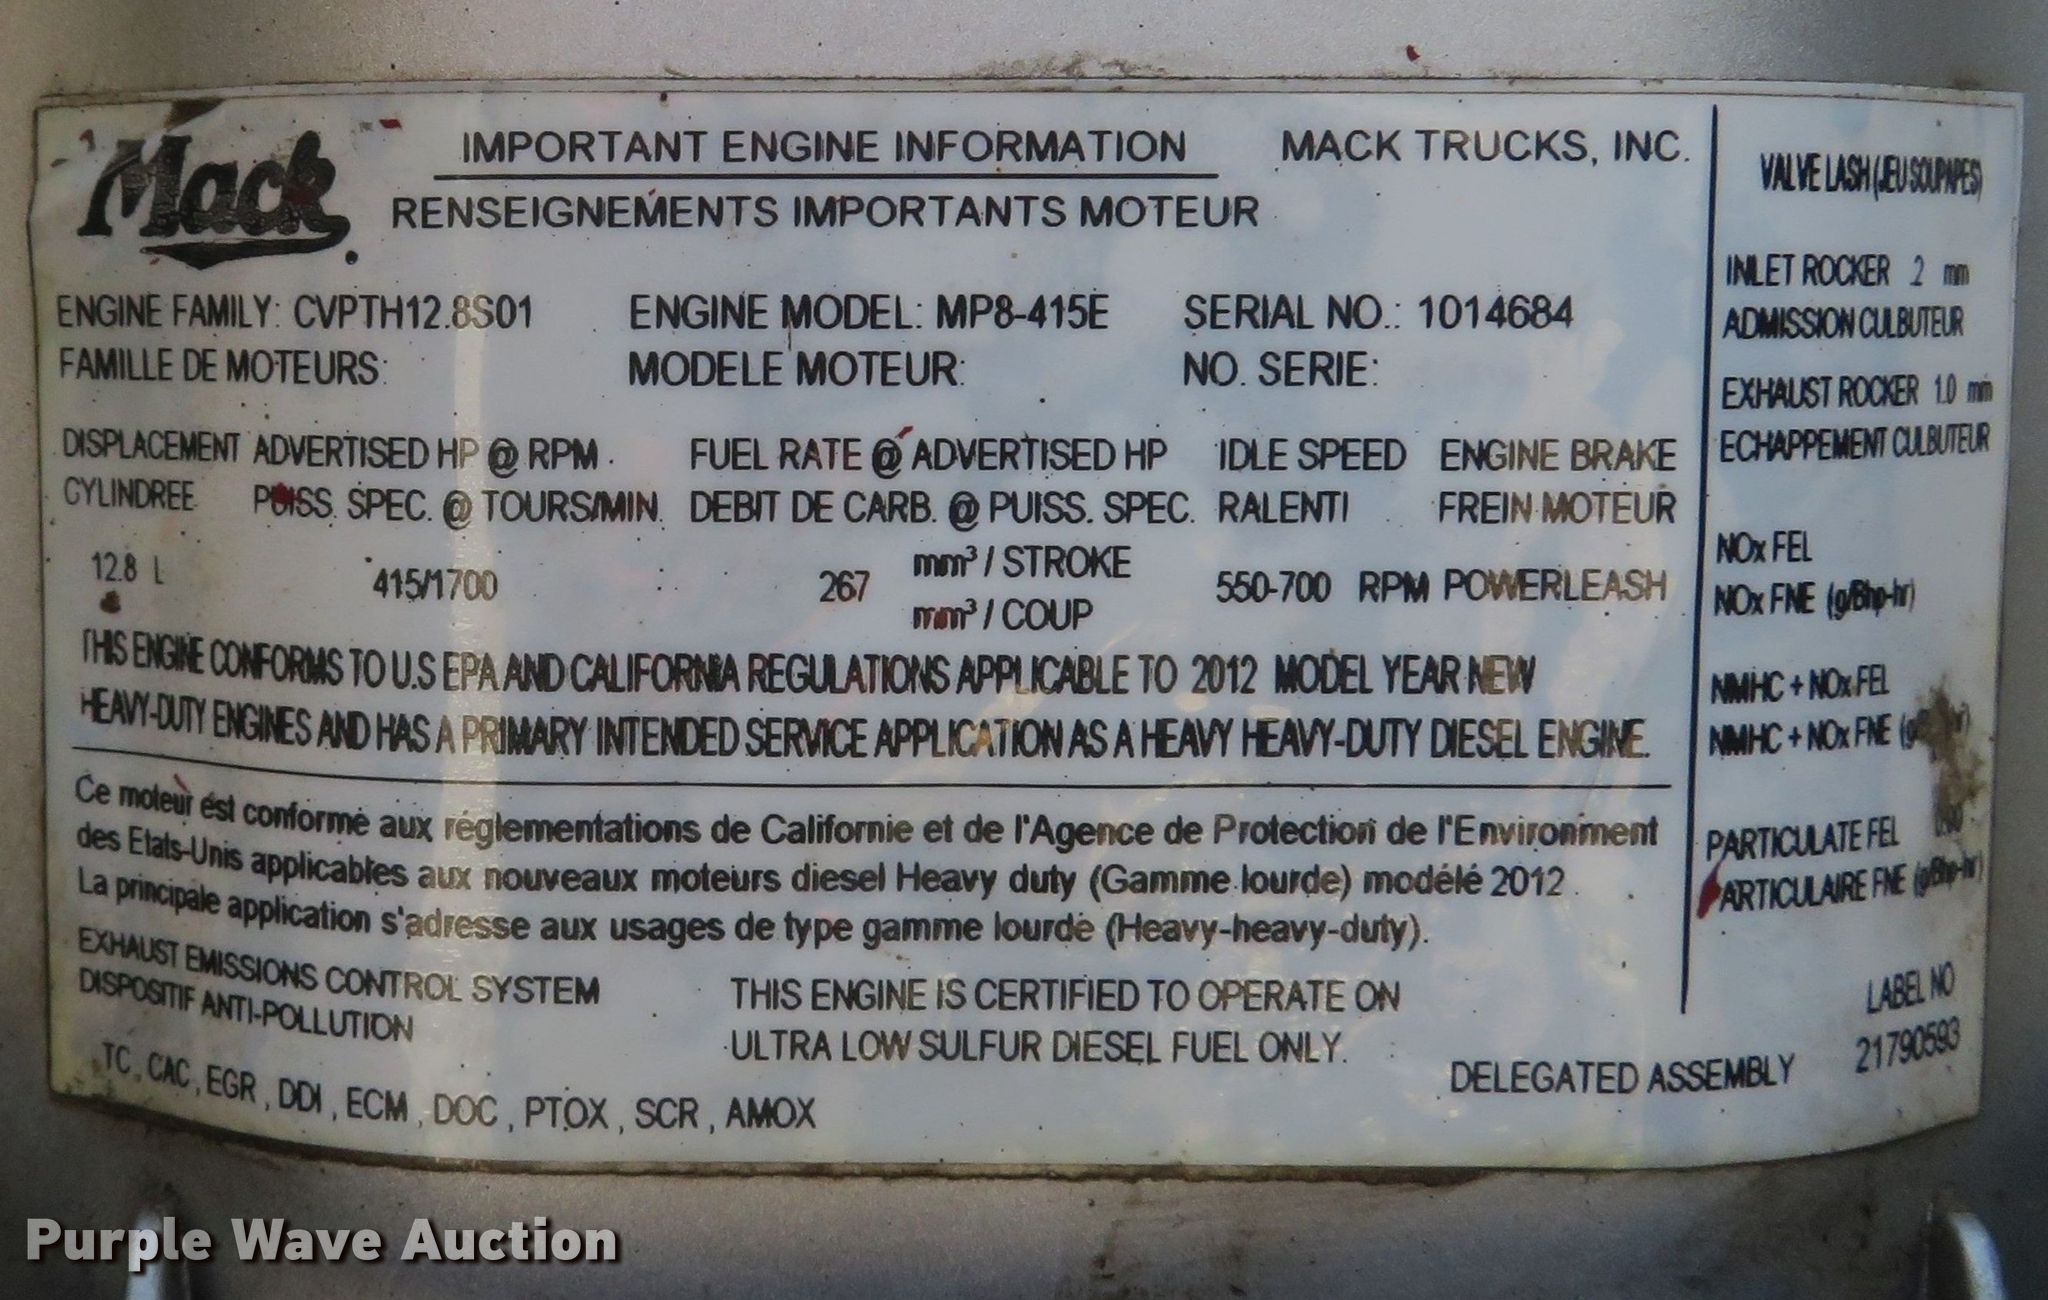 Mack
IMPORTANT ENGINE INFORMATION MACK TRUCKS, INC.
RENSEIGNEMENTS IMPORTANTS MOTEUR
ENGINE FAMILY: CVPTH12.8S01 ENGINE MODEL: MP8-415E SERIAL NO.: 1014684
FAMILLE DE MOTEURS: MODELE MOTEUR: NO. SERIE:
DISPLACEMENT ADVERTISED HP @ RPM FUEL RATE @ ADVERTISED HP IDLE SPEED ENGINE BRAKE
CYLINDREE PUISS. SPEC. @ TOURS/MIN. DEBIT DE CARB. @ PUISS. SPEC. RALENTI FREIN MOTEUR
12.8 L 415/1700 267 mm³ / STROKE 550-700 RPM POWERLEASH
mm³ / COUP
THIS ENGINE CONFORMS TO U.S EPA AND CALIFORNIA REGULATIONS APPLICABLE TO 2012 MODEL YEAR NEW
HEAVY-DUTY ENGINES AND HAS A PRIMARY INTENDED SERVICE APPLICATION AS A HEAVY HEAVY-DUTY DIESEL ENGINE.
Ce moteur est conforme aux réglementations de Californie et de l'Agence de Protection de l'Environiment
des Etats-Unis applicables aux nouveaux moteurs diesel Heavy duty (Gamme lourde) modélé 2012
La principale application s'adresse aux usages de type gamme lourde (Heavy-heavy-duty).
EXHAUST EMISSIONS CONTROL SYSTEM
DISPOSITIF ANTI-POLLUTION
TC, CAC, EGR, DDI, ECM, DOC, PTOX, SCR, AMOX
THIS ENGINE IS CERTIFIED TO OPERATE ON
ULTRA LOW SULFUR DIESEL FUEL ONLY.
VALVE LASH (JEU SOUPAPES)
INLET ROCKER .2 mm
ADMISSION CULBUTEUR
EXHAUST ROCKER 1.0 mm
ECHAPPEMENT CULBUTEUR
NOx FEL
NOx FNE (g/Bhp-hr)
NMHC + NOx FEL
NMHC + NOx FNE
PARTICULATE FEL
ARTICULAIRE FNE (g/Bhp-hr)
LABEL NO
21790593
DELEGATED ASSEMBLY
Purple Wave Auction